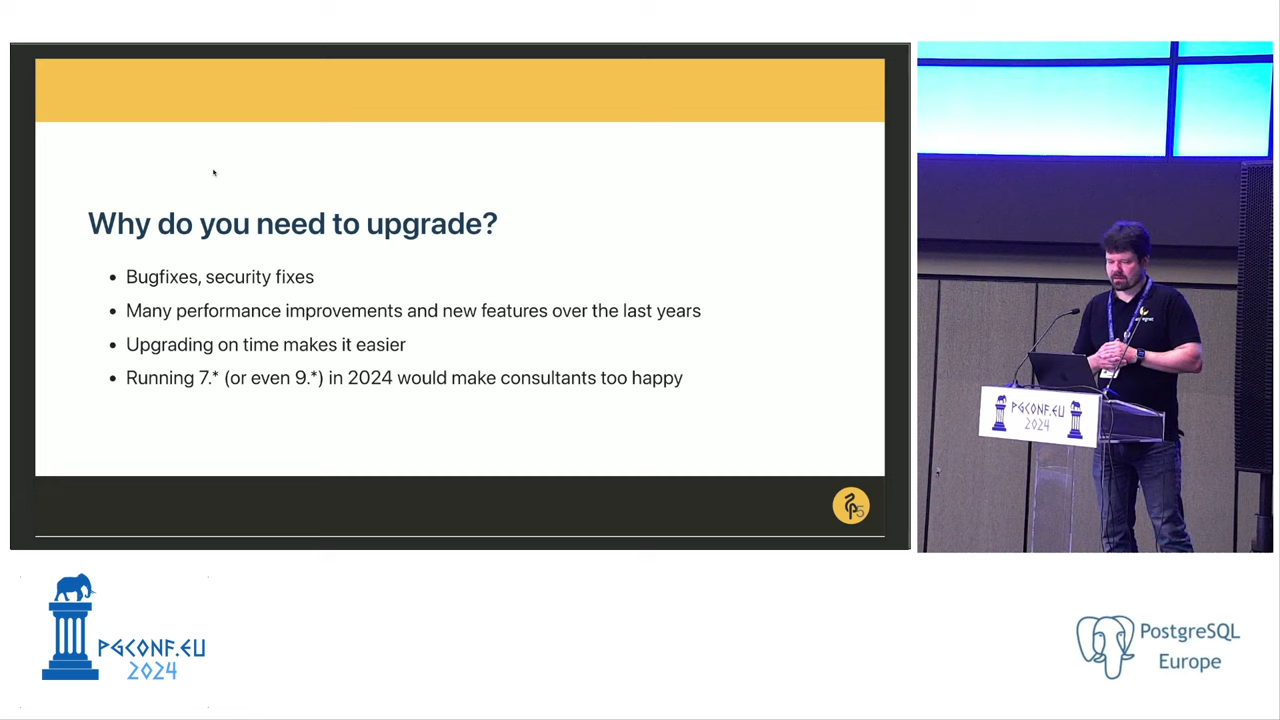 Why do you need to upgrade?
• Bugfixes, security fixes
• Many performance improvements and new features over the last years
• Upgrading on time makes it easier
• Running 7.* (or even 9.*) in 2024 would make consultants too happy
5
PGCONF.EU
2024
PGCONF.EU
2024
PostgreSQL
Europe